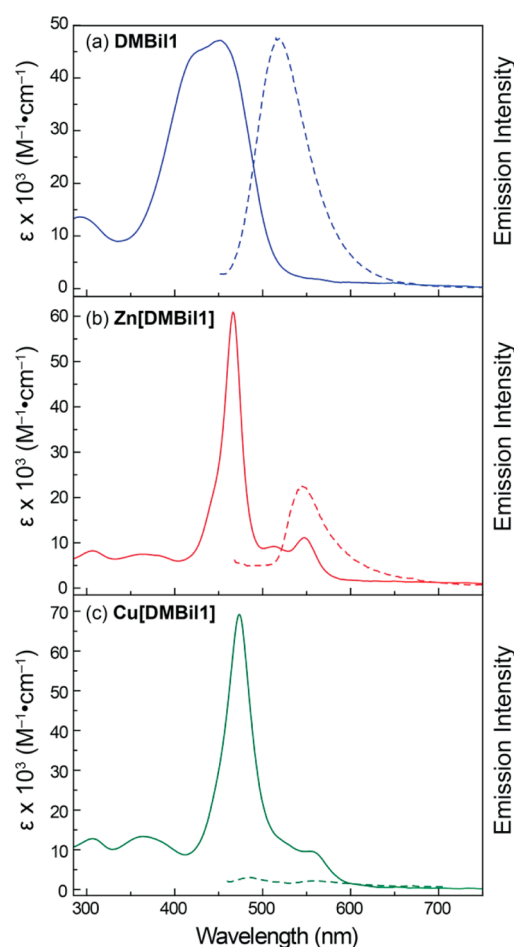 (a) DMBil1
50
40
30
20
10
0
ε x 10³ (M⁻¹•cm⁻¹)
Emission Intensity
(b) Zn[DMBil1]
60
50
40
30
20
10
0
ε x 10³ (M⁻¹•cm⁻¹)
Emission Intensity
(c) Cu[DMBil1]
70
60
50
40
30
20
10
0
ε x 10³ (M⁻¹•cm⁻¹)
Emission Intensity
300 400 500 600 700
Wavelength (nm)